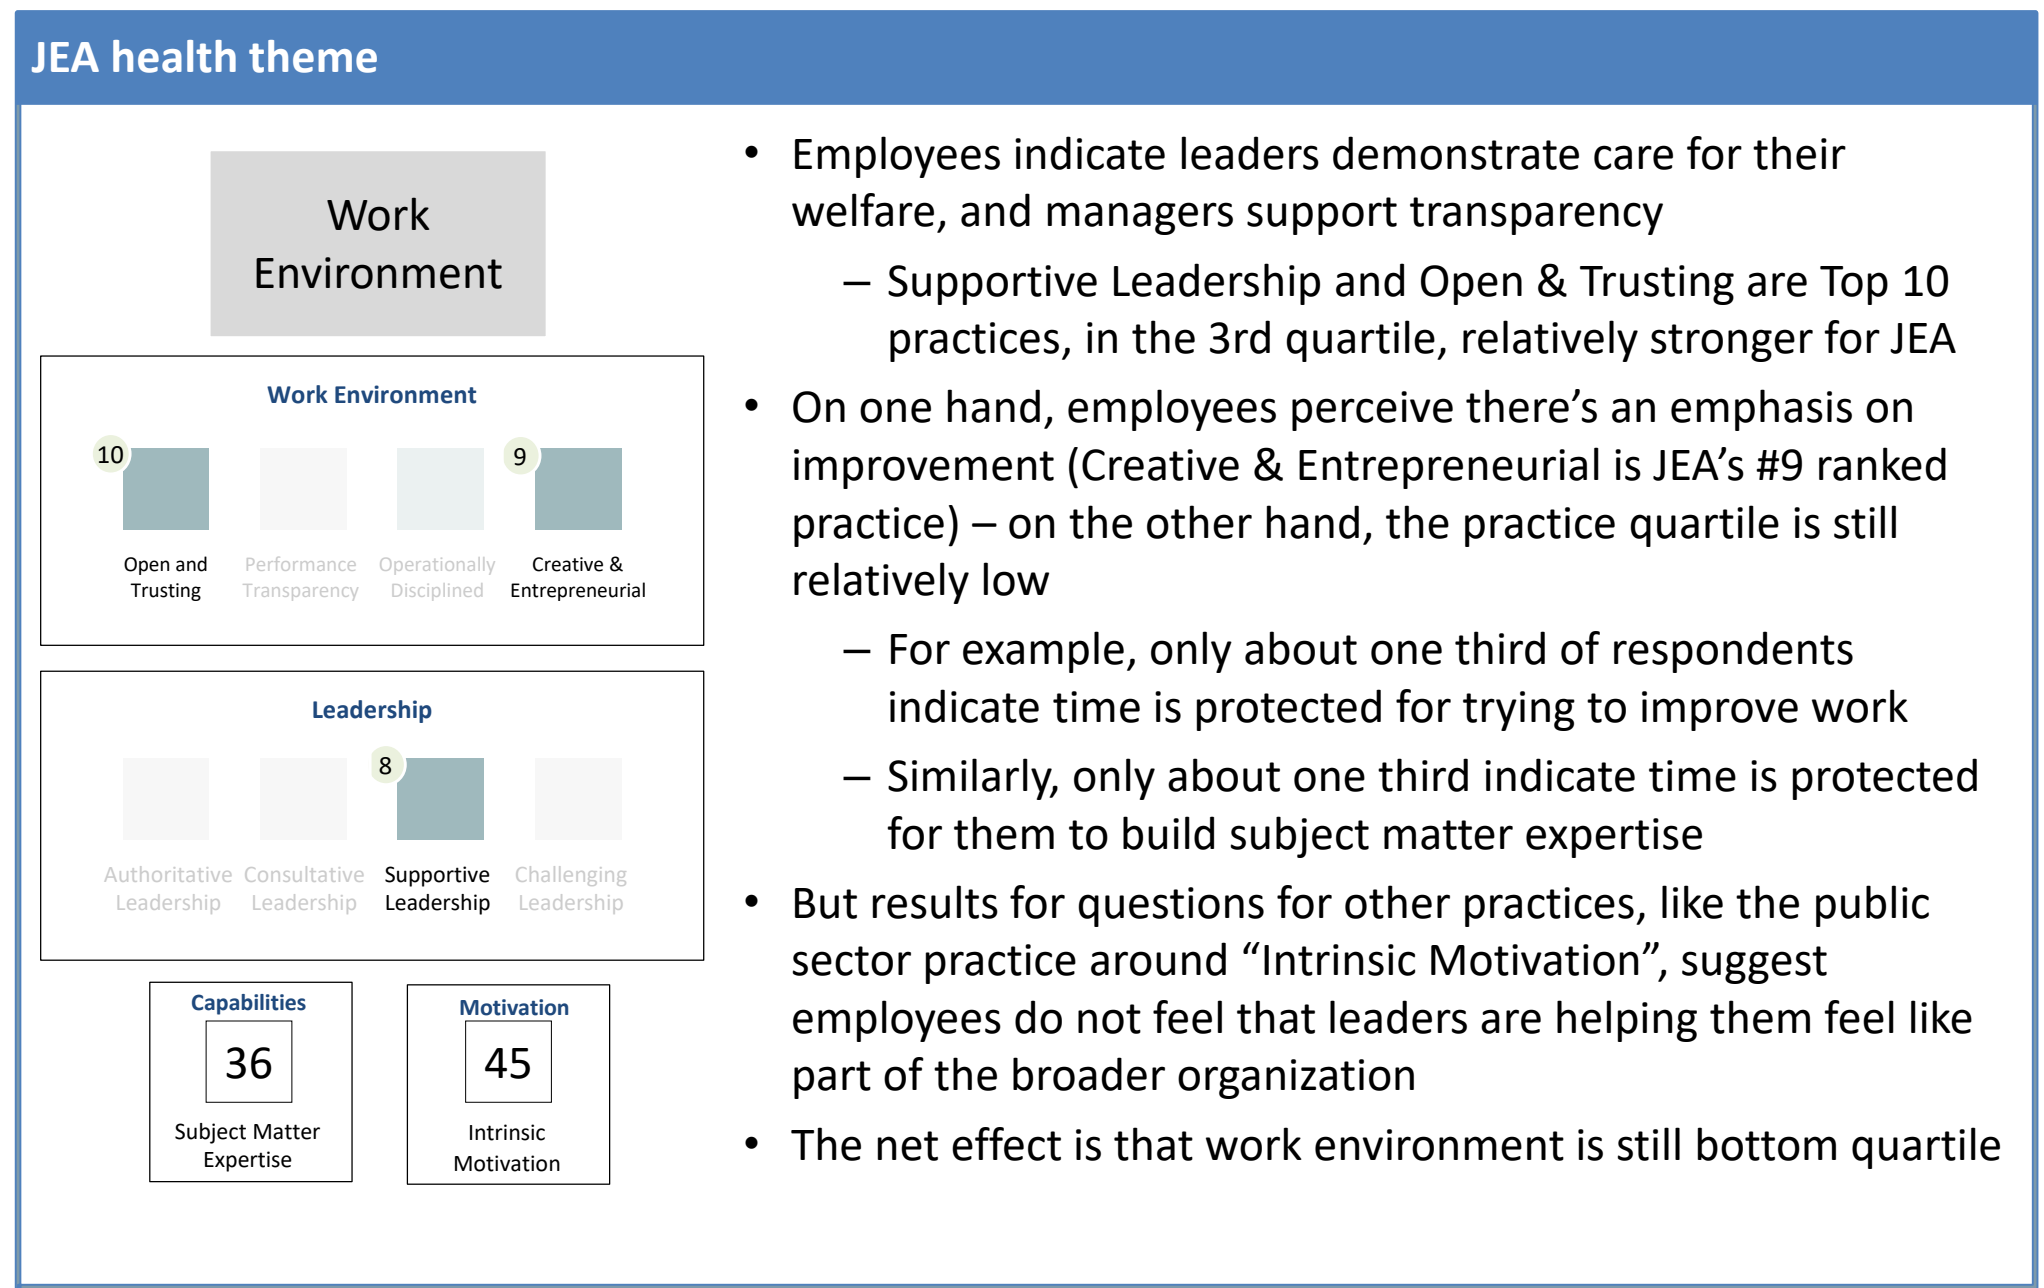 JEA health theme
Work
Environment
Work Environment
10
9
Open and
Trusting
Performance
Transparency
Operationally
Disciplined
Creative &
Entrepreneurial
Leadership
8
Authoritative
Leadership
Consultative
Leadership
Supportive
Leadership
Challenging
Leadership
Capabilities
36
Subject Matter
Expertise
Motivation
45
Intrinsic
Motivation
• Employees indicate leaders demonstrate care for their
welfare, and managers support transparency
– Supportive Leadership and Open & Trusting are Top 10
practices, in the 3rd quartile, relatively stronger for JEA
• On one hand, employees perceive there’s an emphasis on
improvement (Creative & Entrepreneurial is JEA’s #9 ranked
practice) – on the other hand, the practice quartile is still
relatively low
– For example, only about one third of respondents
indicate time is protected for trying to improve work
– Similarly, only about one third indicate time is protected
for them to build subject matter expertise
• But results for questions for other practices, like the public
sector practice around “Intrinsic Motivation”, suggest
employees do not feel that leaders are helping them feel like
part of the broader organization
• The net effect is that work environment is still bottom quartile